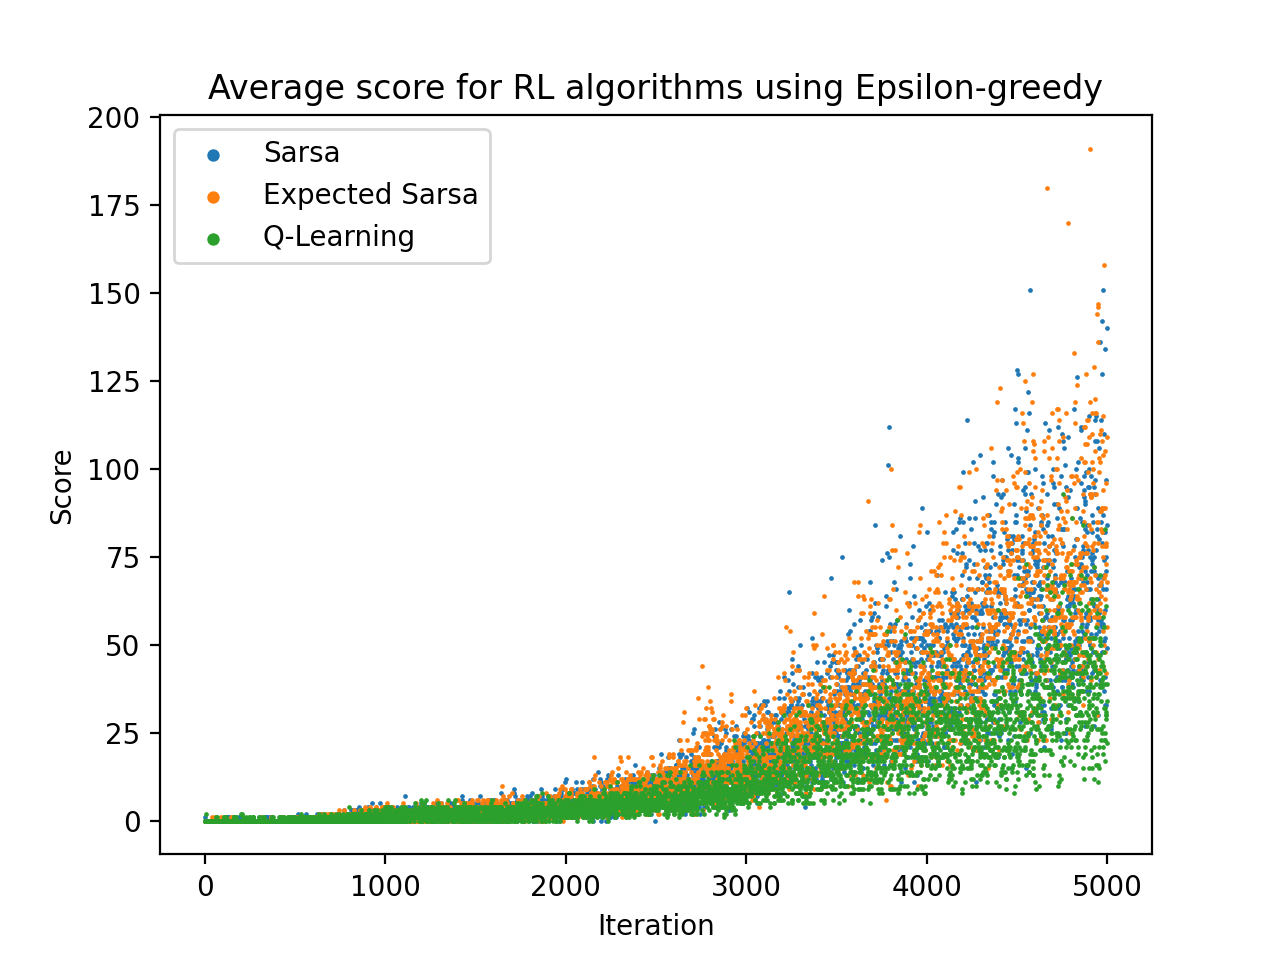 Average score for RL algorithms using Epsilon-greedy
200
175
150
125
100
75
50
25
0
Score
Sarsa
Expected Sarsa
Q-Learning
0 1000 2000 3000 4000 5000
Iteration